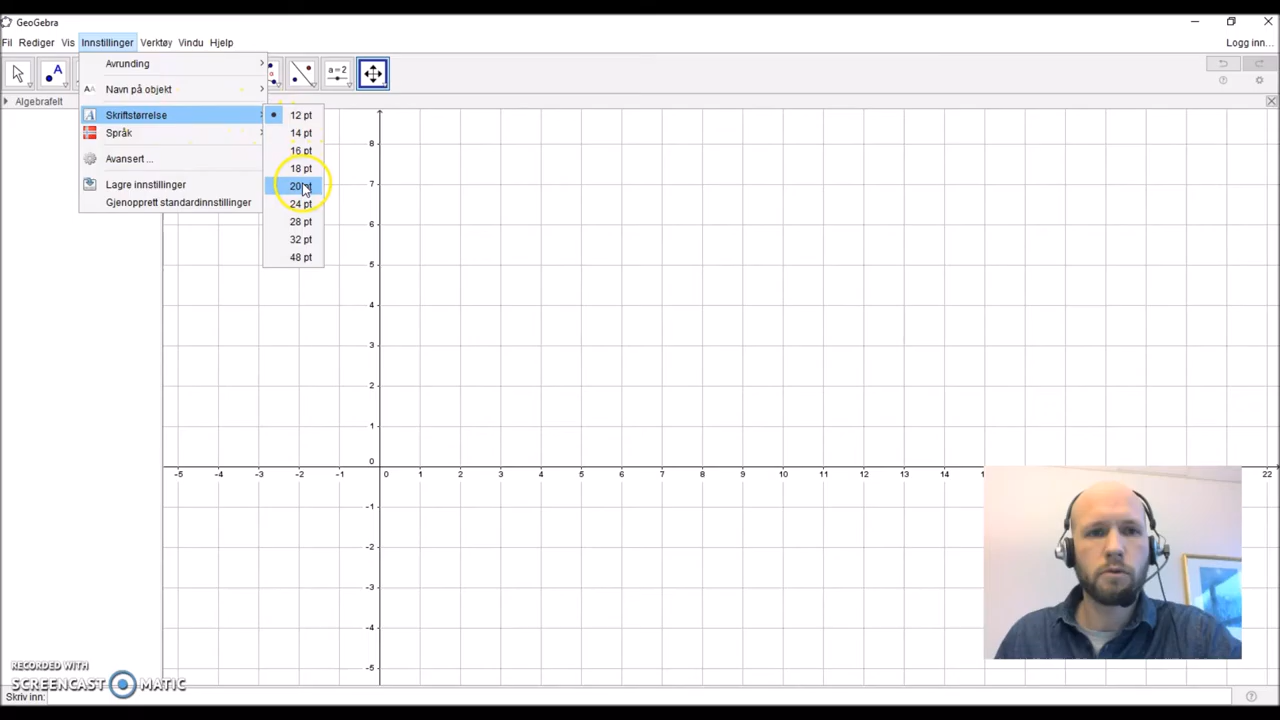 GeoGebra
Fil Rediger Vis Innstillinger Verktøy Vindu Hjelp
Logg inn...
Avrunding
a=2
AA Navn på objekt
Algebrafelt
A Skriftstørrelse
Språk
Avansert ...
Lagre innstillinger
Gjenopprett standardinnstillinger
12 pt
14 pt
16 pt
18 pt
20 pt
24 pt
28 pt
32 pt
48 pt
8
7
6
5
4
3
2
1
0
-5 -4 -3 -2 -1 0 1 2 3 4 5 6 7 8 9 10 11 12 13 14 22
-1
-2
-3
-4
-5
RECORDED WITH
SCREENCAST MATIC
Skriv inn: